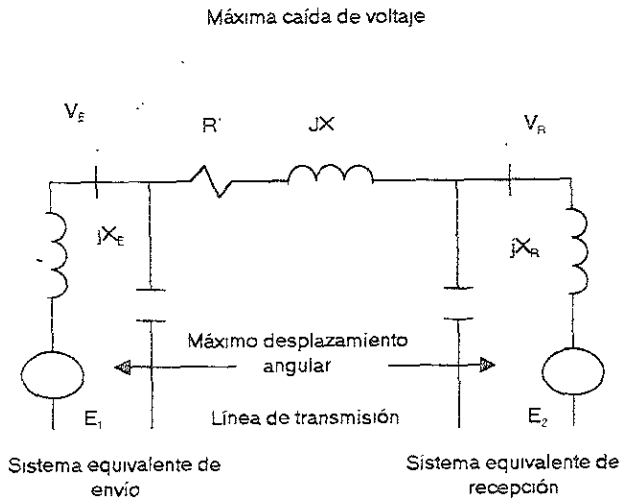 Máxima caída de voltaje
V_E
R'
JX
V_R
jX_E
jX_R
Máximo desplazamiento
angular
E_1
Línea de transmisión
E_2
Sistema equivalente de
envío
Sistema equivalente de
recepción